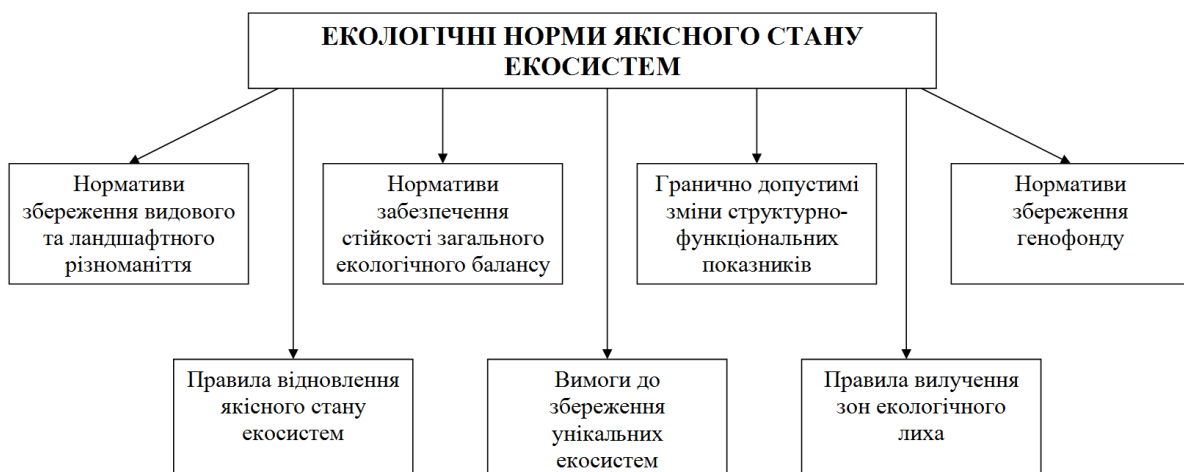 ЕКОЛОГІЧНІ НОРМИ ЯКІСНОГО СТАНУ
ЕКОСИСТЕМ
Нормативи
збереження видового
та ландшафтного
різноманіття
Нормативи
забезпечення
стійкості загального
екологічного балансу
Гранично допустимі
зміни структурно-
функціональних
показників
Нормативи
збереження
генофонду
Правила відновлення
якісного стану
екосистем
Вимоги до
збереження
унікальних
екосистем
Правила вилучення
зон екологічного
лиха